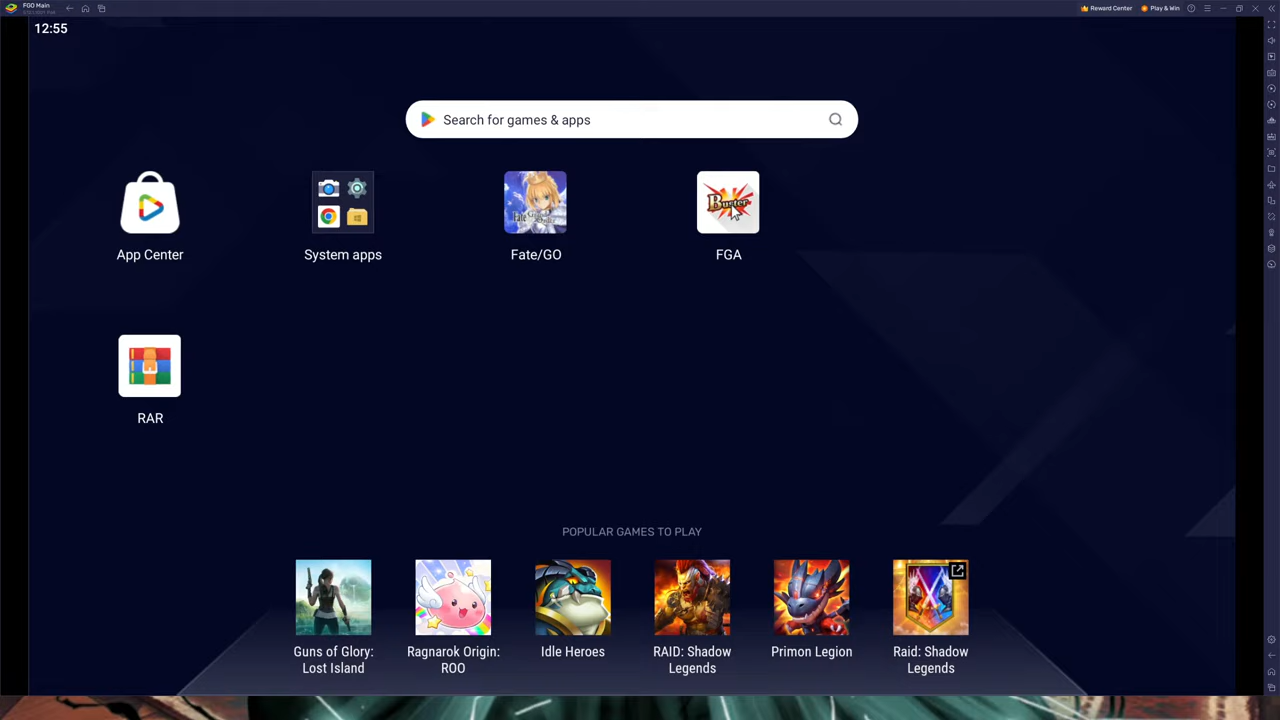 FGO Main
Reward Center
Play & Win
12:55
Search for games & apps
Buster
App Center
System apps
Fate/GO
FGA
RAR
POPULAR GAMES TO PLAY
Guns of Glory:
Lost Island
Ragnarok Origin:
ROO
Idle Heroes
RAID: Shadow
Legends
Primon Legion
Raid: Shadow
Legends